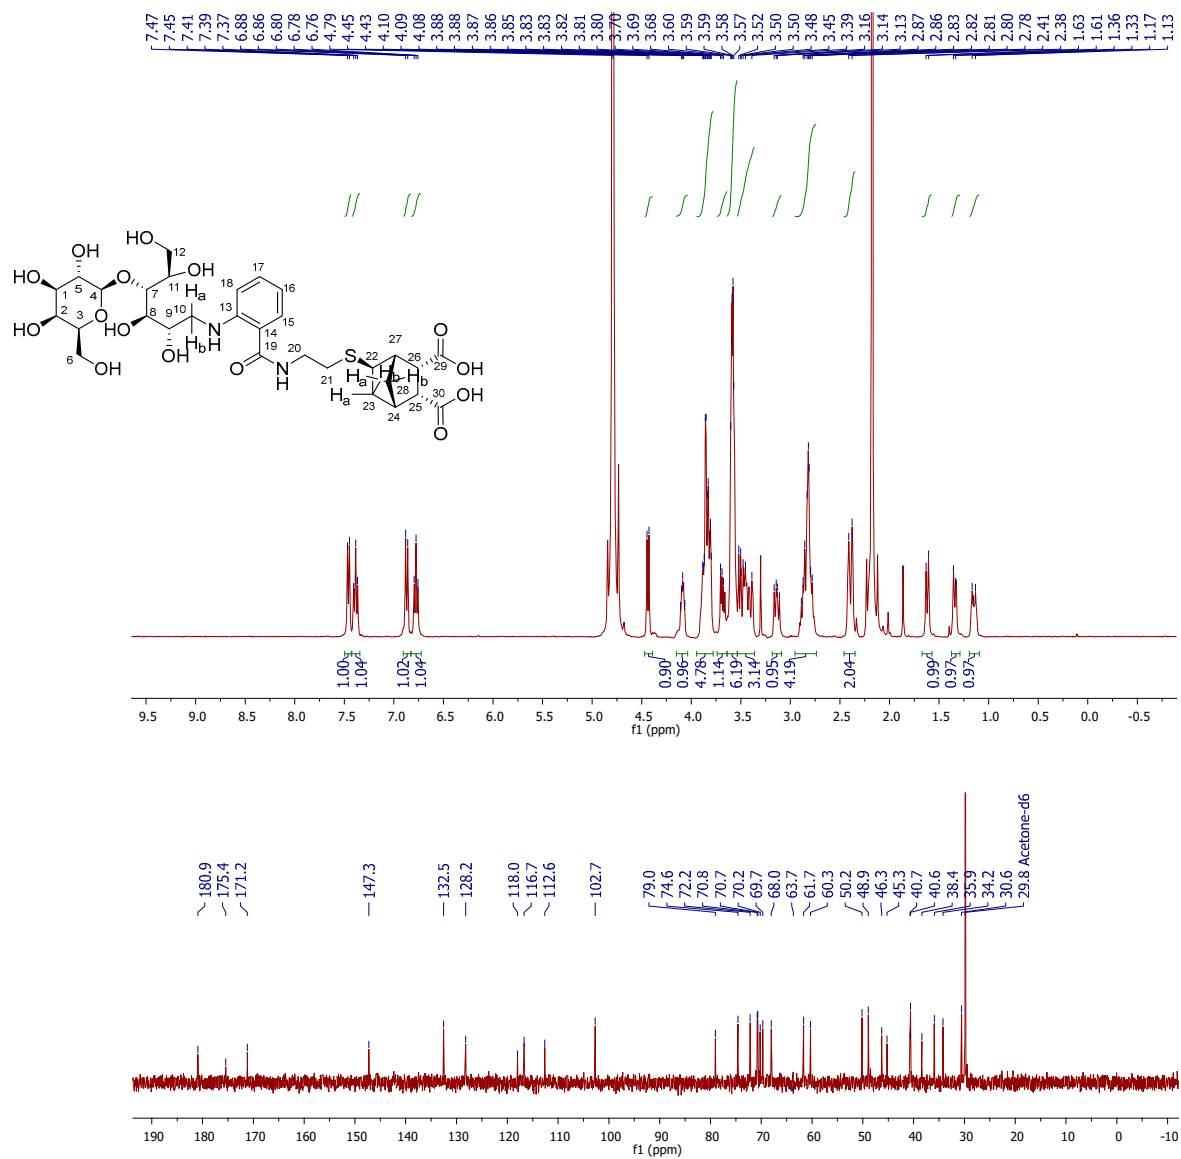 7.47 7.45 7.41 7.39 7.37 6.88 6.86 6.80 6.78 6.76 4.79 4.45 4.43 4.10 4.09 4.08 3.88 3.88 3.87 3.86 3.85 3.83 3.83 3.82 3.81 3.80 3.70 3.69 3.68 3.60 3.59 3.59 3.58 3.57 3.52 3.50 3.50 3.48 3.45 3.39 3.16 3.14 3.13 2.87 2.86 2.83 2.82 2.81 2.80 2.78 2.41 2.38 1.63 1.61 1.36 1.33 1.17 1.13
HO 12
OH HO
HO 5 O 11 OH
1 4 7 Ha
2 O 8 10
HO 3 HO 9 N H
6 OH Hb
OH
17
18 16
13 15
14
19 20
O N H 21
S 22 27 26 29 O OH
Ha Hb Hb
28
Ha 23 25 30 OH
24 O
1.00 1.04 1.02 1.04 0.90 0.96 4.78 1.14 6.19 3.14 0.95 4.19 2.04 0.99 0.97 0.97
9.5 9.0 8.5 8.0 7.5 7.0 6.5 6.0 5.5 5.0 4.5 4.0 3.5 3.0 2.5 2.0 1.5 1.0 0.5 0.0 -0.5
f1 (ppm)
180.9 175.4 171.2 147.3 132.5 128.2 118.0 116.7 112.6 102.7 79.0 74.6 72.2 70.8 70.7 70.2 69.7 68.0 63.7 61.7 60.3 50.2 48.9 46.3 45.3 40.7 40.6 38.4 35.9 34.2 30.6 29.8 Acetone-d6
190 180 170 160 150 140 130 120 110 100 90 80 70 60 50 40 30 20 10 0 -10
f1 (ppm)